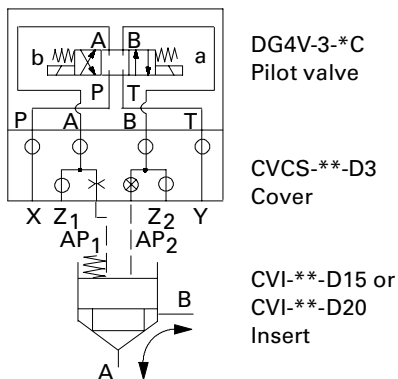 A B
b a
P T
P A B T
X Z1 Z2 Y
AP1 AP2
B
A
DG4V-3-*C
Pilot valve
CVCS-**-D3
Cover
CVI-**-D15 or
CVI-**-D20
Insert